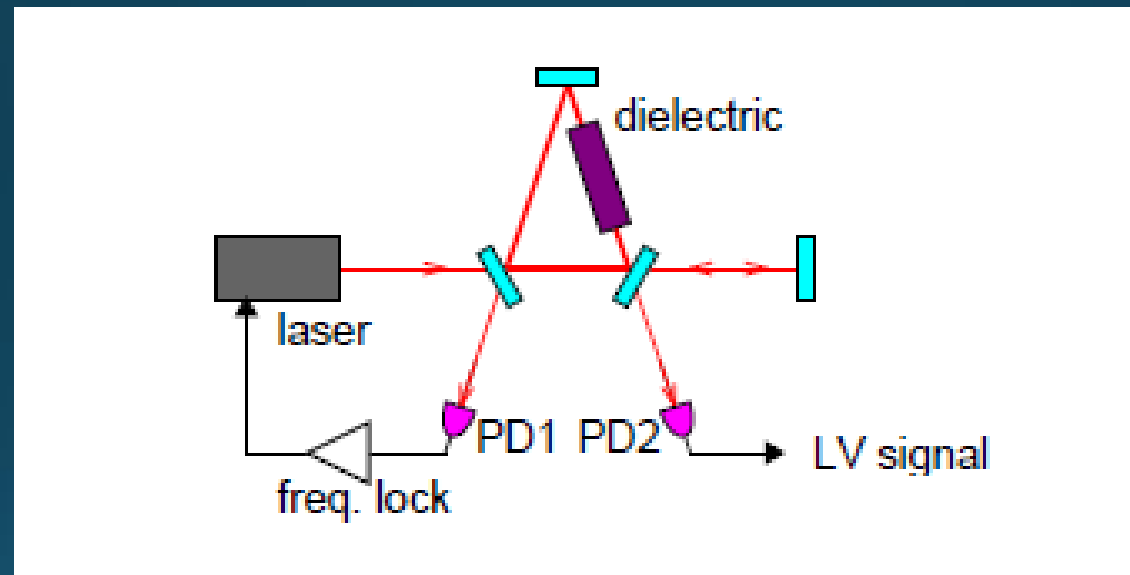 dielectric
laser
PD1 PD2
LV signal
freq. lock